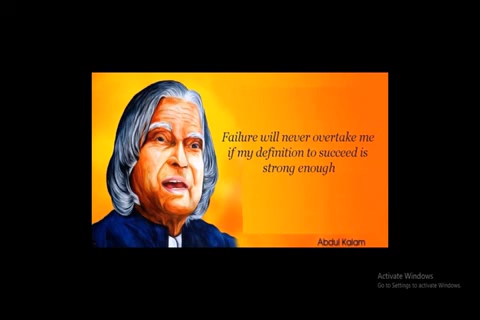 Failure will never overtake me
if my definition to succeed is
strong enough
Abdul Kalam
Activate Windows
Go to Settings to activate Windows.